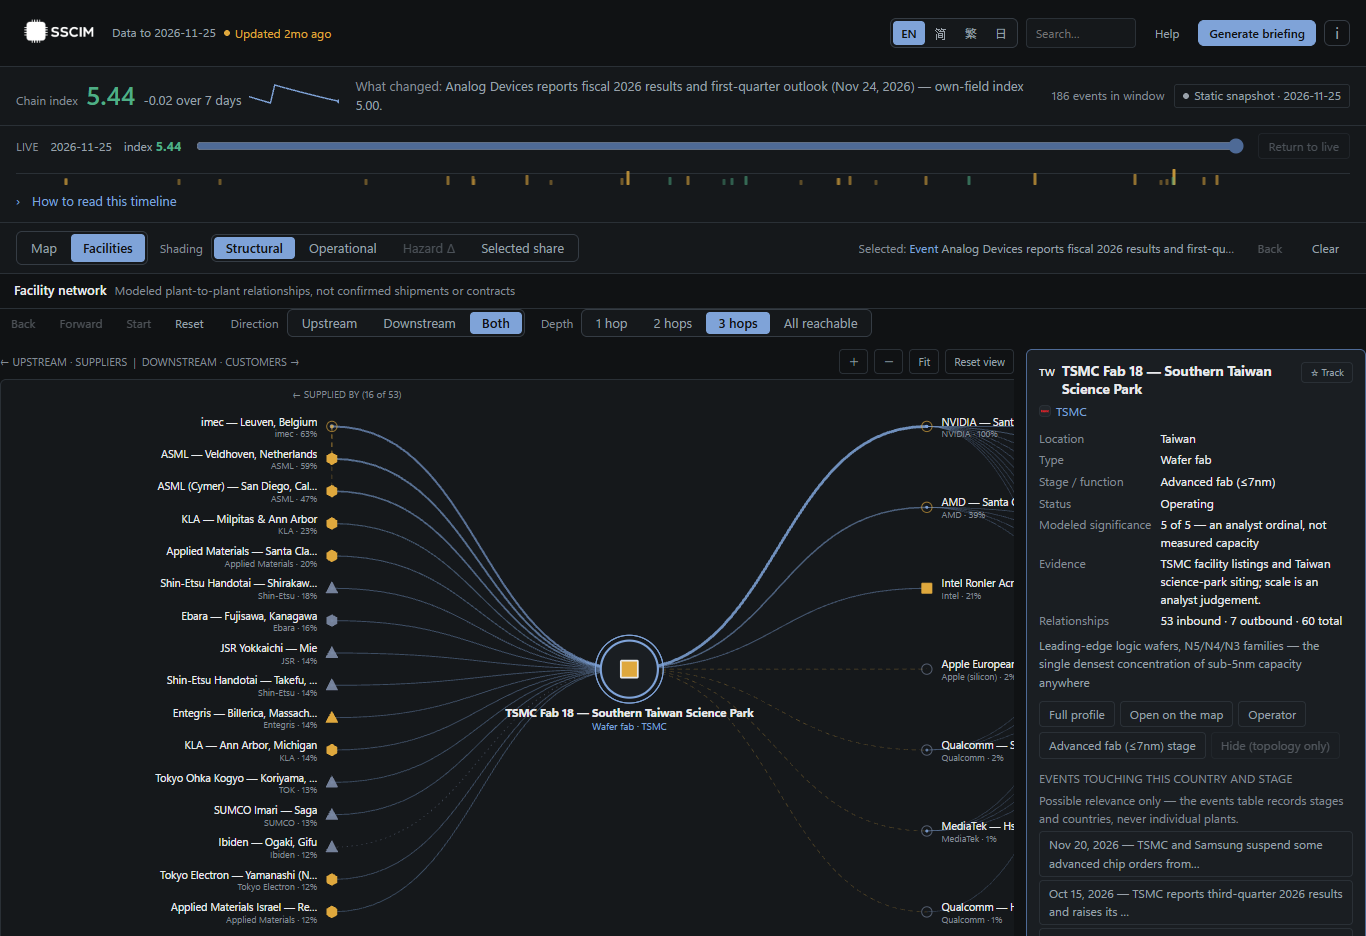 SSCIM
Data to 2026-11-25
Updated 2mo ago
EN
简
繁
日
Search...
Help
Generate briefing
i
Chain index
5.44
-0.02 over 7 days
What changed: Analog Devices reports fiscal 2026 results and first-quarter outlook (Nov 24, 2026) — own-field index
5.00.
186 events in window
Static snapshot · 2026-11-25
LIVE
2026-11-25
index 5.44
Return to live
› How to read this timeline
Map
Facilities
Shading
Structural
Operational
Hazard Δ
Selected share
Selected: Event Analog Devices reports fiscal 2026 results and first-qu...
Back
Clear
Facility network
Modeled plant-to-plant relationships, not confirmed shipments or contracts
Back
Forward
Start
Reset
Direction
Upstream
Downstream
Both
Depth
1 hop
2 hops
3 hops
All reachable
← UPSTREAM · SUPPLIERS | DOWNSTREAM · CUSTOMERS →
+
−
Fit
Reset view
← SUPPLIED BY (16 of 53)
imec — Leuven, Belgium
imec · 63%
ASML — Veldhoven, Netherlands
ASML · 59%
ASML (Cymer) — San Diego, Cal...
ASML · 47%
KLA — Milpitas & Ann Arbor
KLA · 23%
Applied Materials — Santa Cla...
Applied Materials · 20%
Shin-Etsu Handotai — Shirakaw...
Shin-Etsu · 18%
Ebara — Fujisawa, Kanagawa
Ebara · 16%
JSR Yokkaichi — Mie
JSR · 14%
Shin-Etsu Handotai — Takefu, ...
Shin-Etsu · 14%
Entegris — Billerica, Massach...
Entegris · 14%
KLA — Ann Arbor, Michigan
KLA · 14%
Tokyo Ohka Kogyo — Koriyama, ...
TOK · 13%
SUMCO Imari — Saga
SUMCO · 13%
Ibiden — Ogaki, Gifu
Ibiden · 12%
Tokyo Electron — Yamanashi (N...
Tokyo Electron · 12%
Applied Materials Israel — Re...
Applied Materials · 12%
TSMC Fab 18 — Southern Taiwan Science Park
Wafer fab · TSMC
NVIDIA — Sant
NVIDIA · 100%
AMD — Santa C
AMD · 39%
Intel Ronler Acr
Intel · 21%
Apple European
Apple (silicon) · 2%
Qualcomm — S
Qualcomm · 2%
MediaTek — Hs
MediaTek · 1%
Qualcomm — H
Qualcomm · 1%
TW TSMC Fab 18 — Southern Taiwan
Science Park
☆ Track
TSMC
Location Taiwan
Type Wafer fab
Stage / function Advanced fab (≤7nm)
Status Operating
Modeled significance 5 of 5 — an analyst ordinal, not
measured capacity
Evidence TSMC facility listings and Taiwan
science-park siting; scale is an
analyst judgement.
Relationships 53 inbound · 7 outbound · 60 total
Leading-edge logic wafers, N5/N4/N3 families — the
single densest concentration of sub-5nm capacity
anywhere
Full profile
Open on the map
Operator
Advanced fab (≤7nm) stage
Hide (topology only)
EVENTS TOUCHING THIS COUNTRY AND STAGE
Possible relevance only — the events table records stages
and countries, never individual plants.
Nov 20, 2026 — TSMC and Samsung suspend some
advanced chip orders from...
Oct 15, 2026 — TSMC reports third-quarter 2026 results
and raises its ...